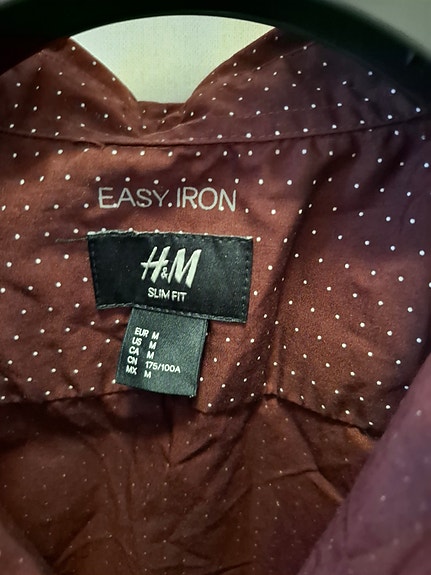 EASY IRON
H&M
SLIM FIT
EUR M
US M
CA M
CN 175/100A
MX M